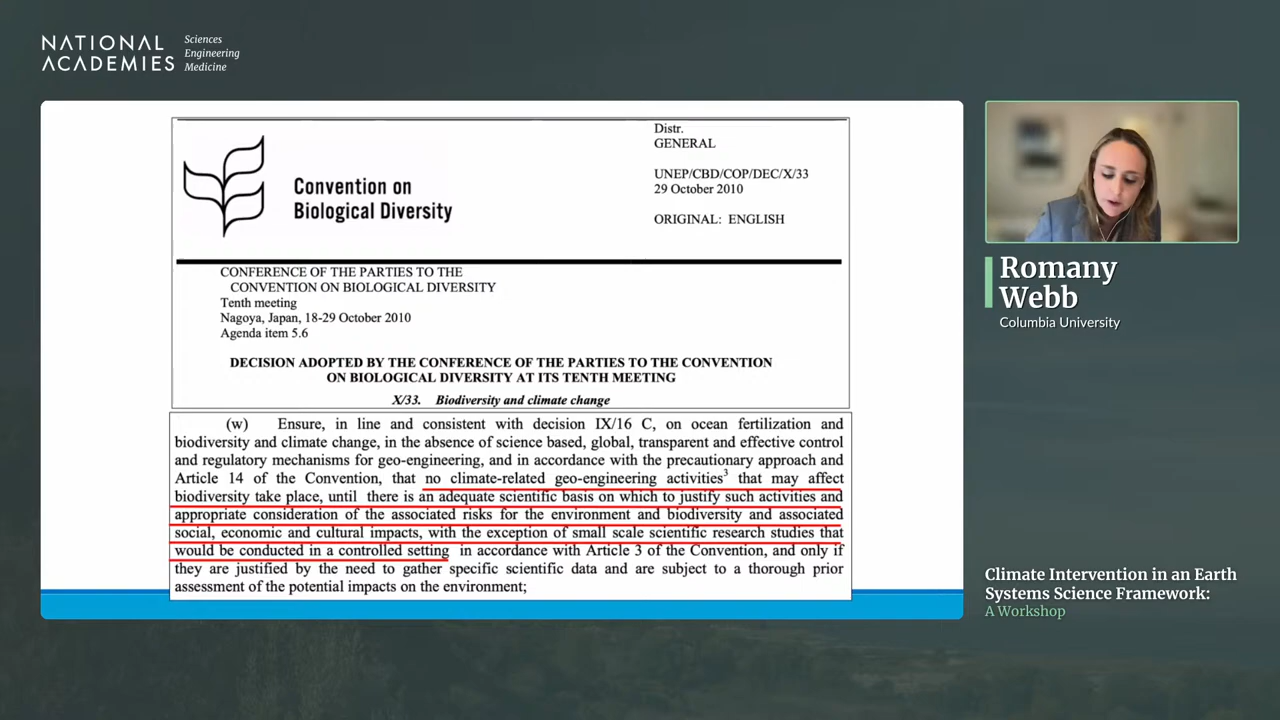 NATIONAL
ACADEMIES
Sciences
Engineering
Medicine
Convention on
Biological Diversity
Distr.
GENERAL
UNEP/CBD/COP/DEC/X/33
29 October 2010
ORIGINAL: ENGLISH
CONFERENCE OF THE PARTIES TO THE
CONVENTION ON BIOLOGICAL DIVERSITY
Tenth meeting
Nagoya, Japan, 18-29 October 2010
Agenda item 5.6
DECISION ADOPTED BY THE CONFERENCE OF THE PARTIES TO THE CONVENTION
ON BIOLOGICAL DIVERSITY AT ITS TENTH MEETING
X/33. Biodiversity and climate change
(w) Ensure, in line and consistent with decision IX/16 C, on ocean fertilization and
biodiversity and climate change, in the absence of science based, global, transparent and effective control
and regulatory mechanisms for geo-engineering, and in accordance with the precautionary approach and
Article 14 of the Convention, that no climate-related geo-engineering activities³ that may affect
biodiversity take place, until there is an adequate scientific basis on which to justify such activities and
appropriate consideration of the associated risks for the environment and biodiversity and associated
social, economic and cultural impacts, with the exception of small scale scientific research studies that
would be conducted in a controlled setting in accordance with Article 3 of the Convention, and only if
they are justified by the need to gather specific scientific data and are subject to a thorough prior
assessment of the potential impacts on the environment;
Romany
Webb
Columbia University
Climate Intervention in an Earth
Systems Science Framework:
A Workshop